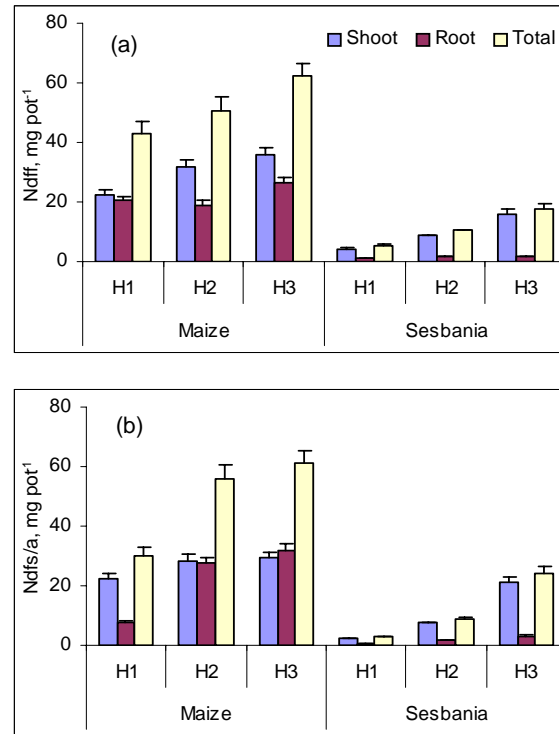 80
(a)
Shoot Root Total
60
40
20
0
Ndff, mg pot-1
H1 H2 H3 H1 H2 H3
Maize Sesbania
80
(b)
60
40
20
0
Ndfs/a, mg pot-1
H1 H2 H3 H1 H2 H3
Maize Sesbania